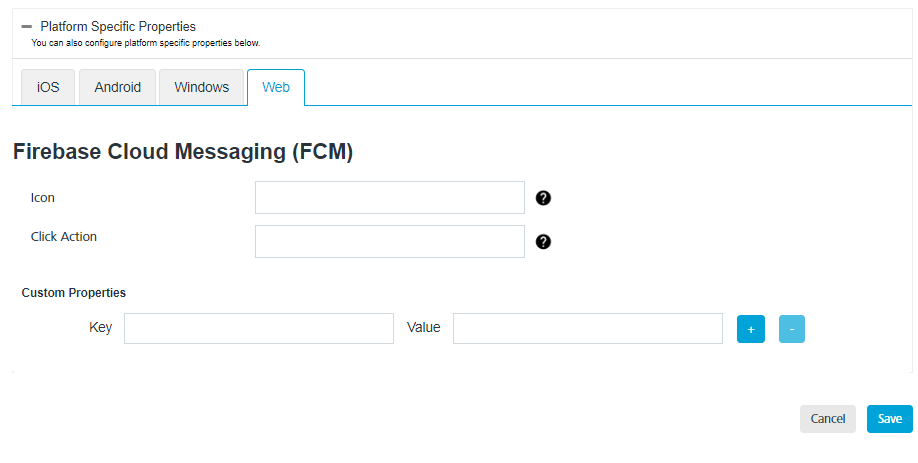 Platform Specific Properties
You can also configure platform specific properties below.
iOS Android Windows Web
Firebase Cloud Messaging (FCM)
Icon ?
Click Action ?
Custom Properties
Key Value + -
Cancel Save